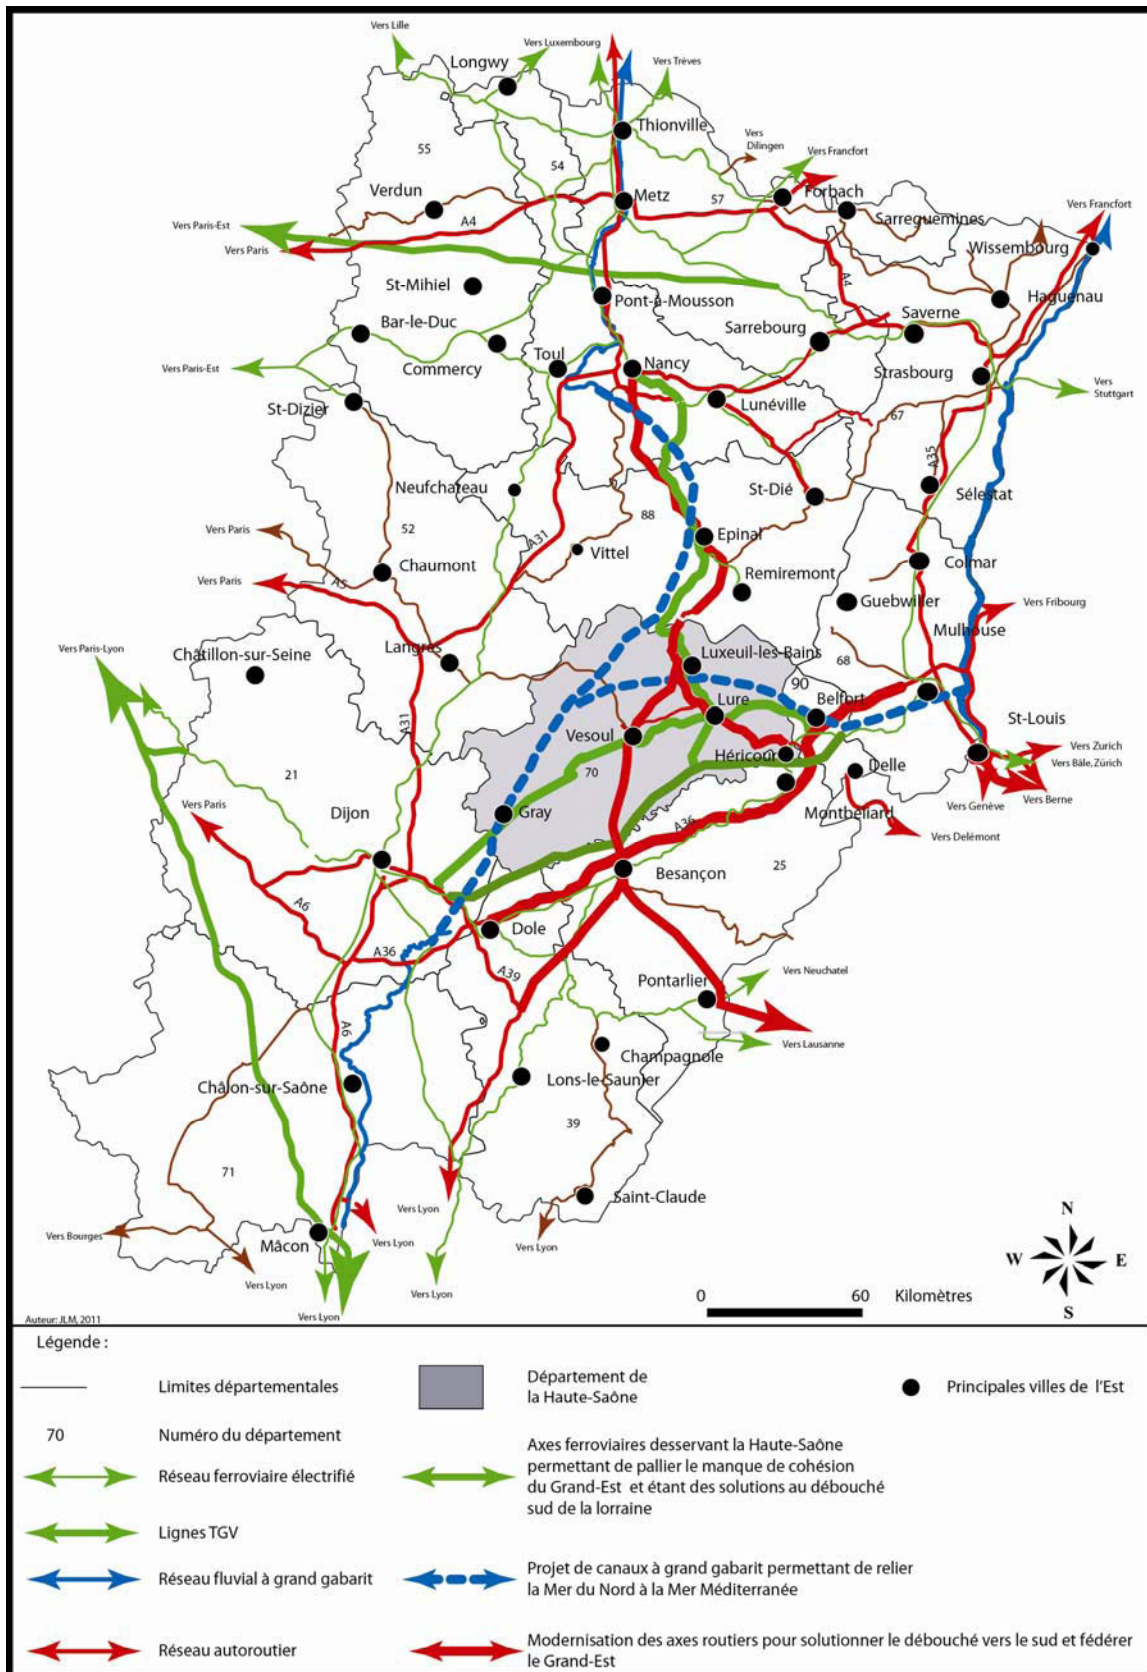 Vers Lille
Vers Luxembourg
Longwy
Vers Trèves
Thionville
Vers
Dilingen
55
54
Vers Francfort
Verdun
Metz
57
Forbach
Sarreguemines
Vers Francfort
A4
Vers Paris-Est
Vers Paris
Wissembourg
A4
St-Mihiel
Pont-à-Mousson
Haguenau
Bar-le-Duc
Sarrebourg
Saverne
Commercy
Toul
Nancy
Vers Paris-Est
Strasbourg
Vers
Stuttgart
St-Dizier
Lunéville
67
A35
Neufchateau
St-Dié
Sélestat
88
52
Vers Paris
A31
Vittel
Epinal
Chaumont
Remiremont
Colmar
Vers Paris
A5
Guebwiller
Vers Fribourg
Mulhouse
Vers Paris-Lyon
Châtillon-sur-Seine
Langres
Luxeuil-les-Bains
68
90
Belfort
A31
Lure
St-Louis
Vesoul
Héricour
Delle
Vers Zurich
Vers Bâle, Zürich
21
70
Vers Paris
Vers Genève
Vers Berne
Dijon
Gray
A36
Montbéliard
Vers Delémont
25
Besançon
A6
Dole
A36
A39
Pontarlier
Vers Neuchatel
A6
Vers Lausanne
Champagnole
Châlon-sur-Saône
Lons-le-Saunier
39
71
Saint-Claude
Vers Lyon
Vers Bourges
Mâcon
Vers Lyon
Vers Lyon
Vers Lyon
Vers Lyon
Vers Lyon
N
W
E
S
0
60
Kilomètres
Auteur: JLM, 2011
Légende :
Limites départementales
Département de
la Haute-Saône
Principales villes de l'Est
70
Numéro du département
Réseau ferroviaire électrifié
Axes ferroviaires desservant la Haute-Saône
permettant de pallier le manque de cohésion
du Grand-Est et étant des solutions au débouché
sud de la lorraine
Lignes TGV
Réseau fluvial à grand gabarit
Projet de canaux à grand gabarit permettant de relier
la Mer du Nord à la Mer Méditerranée
Réseau autoroutier
Modernisation des axes routiers pour solutionner le débouché vers le sud et fédérer
le Grand-Est